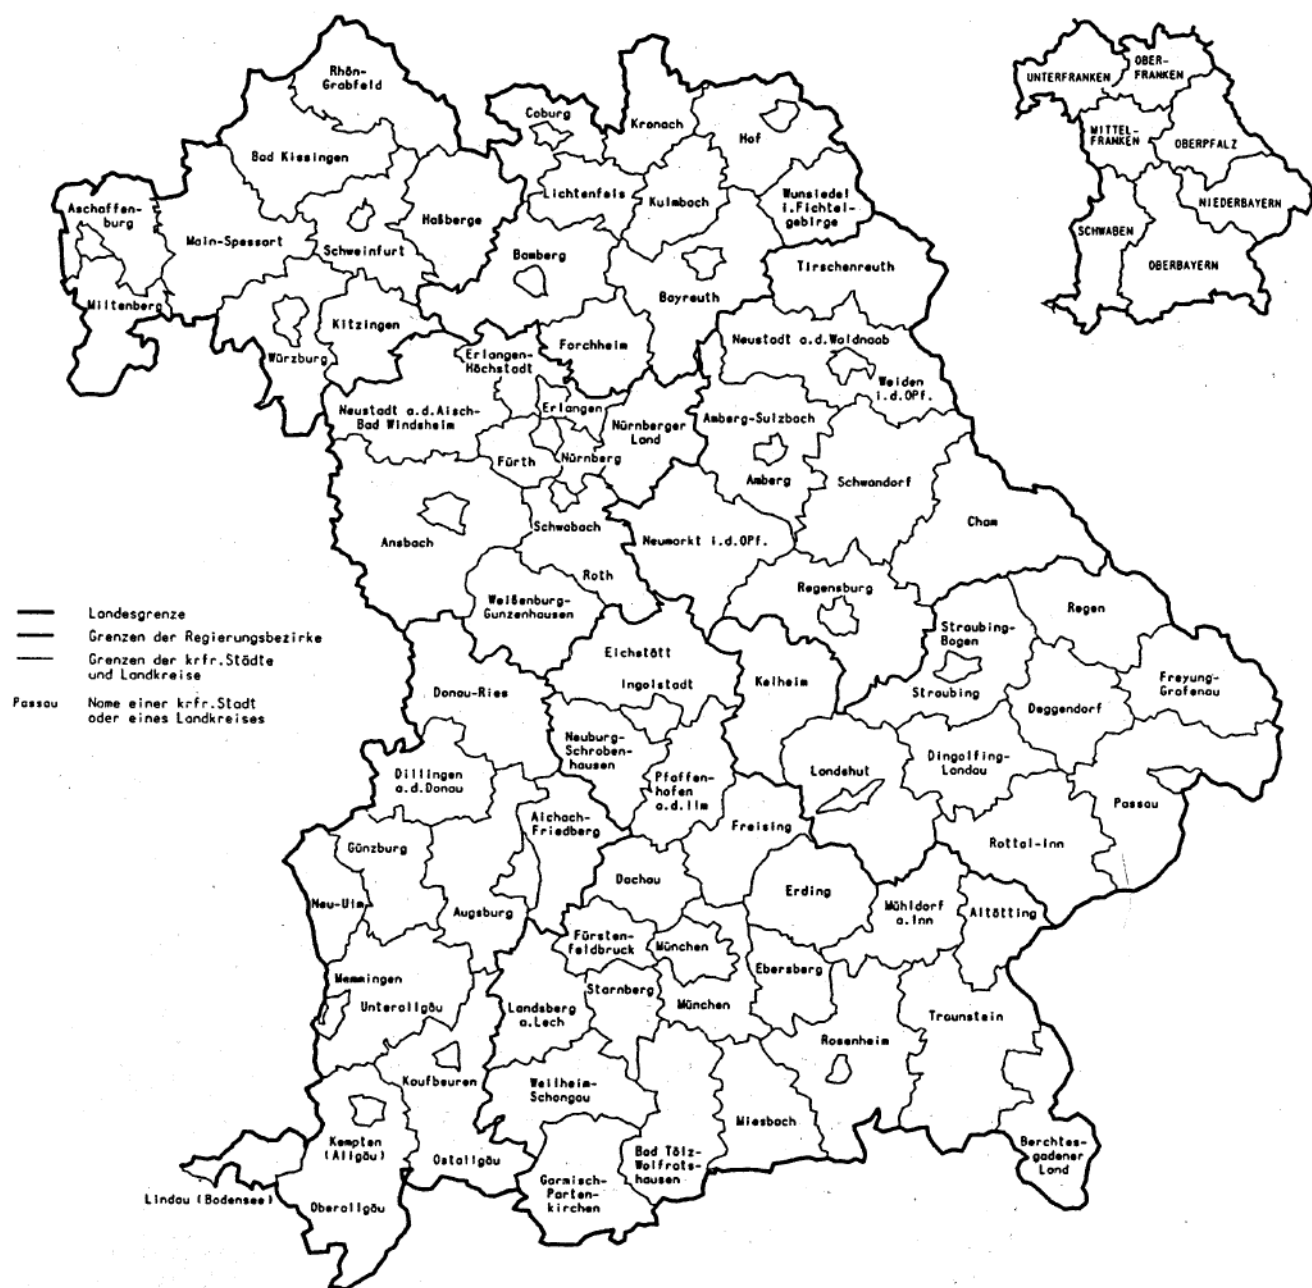 Rhön-
Grabfeld
Bad Kissingen
Coburg
Kronach
Hof
Aschaffen-
burg
Main-Spessart
Schweinfurt
Haßberge
Lichtenfels
Kulmbach
Wunsiedel
i.Fichtel-
gebirge
Bamberg
Bayreuth
Tirschenreuth
Miltenberg
Würzburg
Kitzingen
Forchheim
Neustadt a.d.Waldnaab
Weiden
i.d.OPf.
Erlangen-
Höchstadt
Erlangen
Neustadt a.d.Aisch-
Bad Windsheim
Fürth
Nürnberg
Nürnberger
Land
Amberg-Sulzbach
Amberg
Schwandorf
Cham
Ansbach
Schwabach
Roth
Neumarkt i.d.OPf.
Weißenburg-
Gunzenhausen
Regensburg
Regen
Straubing-
Bogen
Straubing
Freyung-
Grafenau
Deggendorf
Eichstätt
Ingolstadt
Kelheim
Donau-Ries
Neuburg-
Schroben-
hausen
Pfaffen-
hofen
a.d.Ilm
Landshut
Dingolfing-
Landau
Passau
Rottal-Inn
Dillingen
a.d.Donau
Aichach-
Friedberg
Freising
Günzburg
Neu-Ulm
Augsburg
Dachau
Erding
Mühldorf
a.Inn
Altötting
Fürsten-
feldbruck
München
Ebersberg
Memmingen
Unterallgäu
Landsberg
a.Lech
Starnberg
München
Rosenheim
Traunstein
Kaufbeuren
Weilheim-
Schongau
Miesbach
Kempten
(Allgäu)
Ostallgäu
Bad Tölz-
Wolfrats-
hausen
Garmisch-
Parten-
kirchen
Berchtes-
gadener
Land
Lindau (Bodensee)
Oberallgäu
UNTERFRANKEN
OBER-
FRANKEN
MITTEL-
FRANKEN
OBERPFALZ
NIEDERBAYERN
SCHWABEN
OBERBAYERN
Landesgrenze
Grenzen der Regierungsbezirke
Grenzen der krfr.Städte
und Landkreise
Passau Name einer krfr.Stadt
oder eines Landkreises